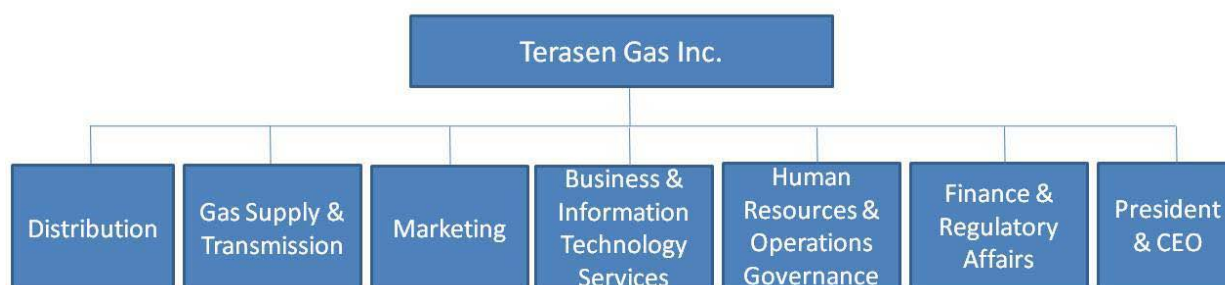 Terasen Gas Inc.
Distribution
Gas Supply &
Transmission
Marketing
Business &
Information
Technology
Services
Human
Resources &
Operations
Governance
Finance &
Regulatory
Affairs
President
& CEO